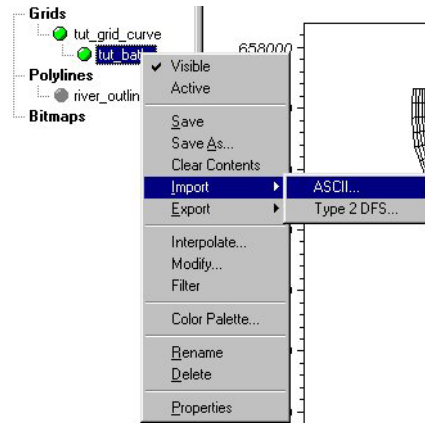 Grids
tut_grid_curve
tut_bat
Polylines
river_outlin
Bitmaps
658000
Visible
Active
Save
Save As...
Clear Contents
Import
Export
Interpolate...
Modify...
Filter
Color Palette...
Rename
Delete
Properties
ASCII...
Type 2 DFS...